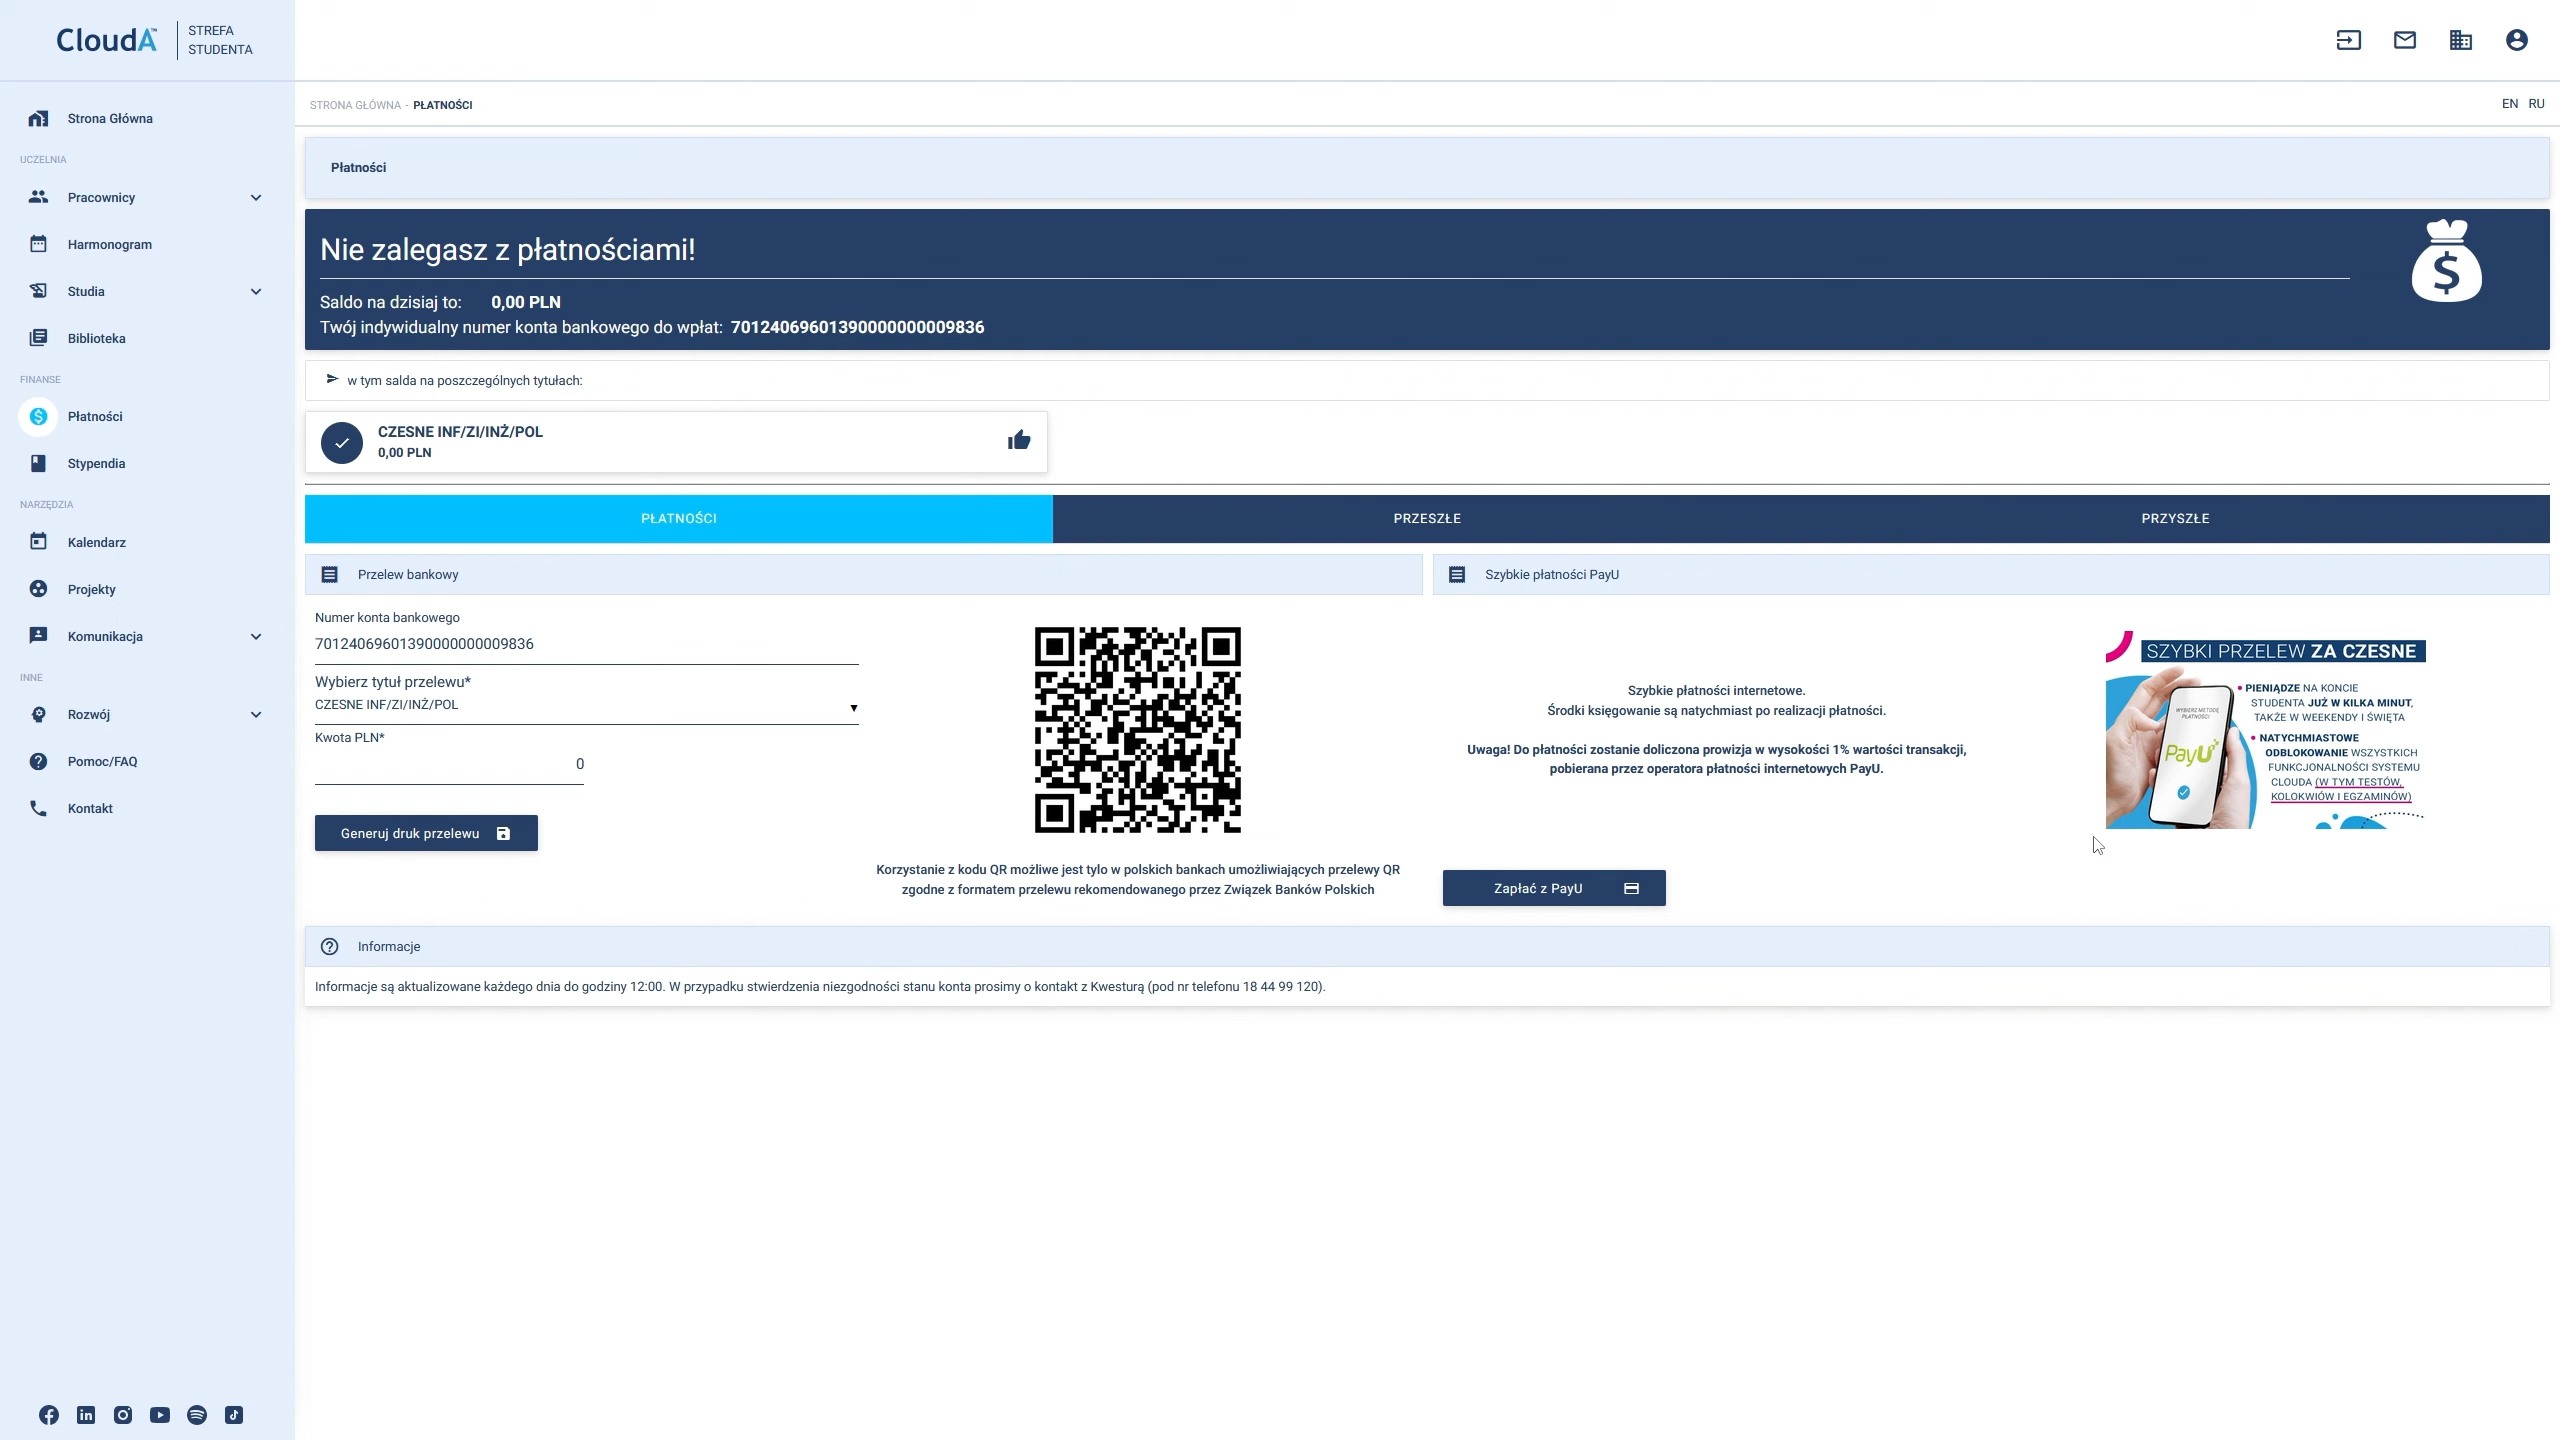 CloudA™
STREFA
STUDENTA
Strona Główna
UCZELNIA
Pracownicy
Harmonogram
Studia
Biblioteka
FINANSE
Płatności
Stypendia
NARZĘDZIA
Kalendarz
Projekty
Komunikacja
INNE
Rozwój
Pomoc/FAQ
Kontakt
STRONA GŁÓWNA - PŁATNOŚCI
EN RU
Płatności
Nie zalegasz z płatnościami!
Saldo na dzisiaj to: 0,00 PLN
Twój indywidualny numer konta bankowego do wpłat: 70124069601390000000009836
w tym salda na poszczególnych tytułach:
CZESNE INF/ZI/INŻ/POL
0,00 PLN
PŁATNOŚCI
PRZESZŁE
PRZYSZŁE
Przelew bankowy
Numer konta bankowego
70124069601390000000009836
Wybierz tytuł przelewu*
CZESNE INF/ZI/INŻ/POL
Kwota PLN*
0
Generuj druk przelewu
Korzystanie z kodu QR możliwe jest tylo w polskich bankach umożliwiających przelewy QR
zgodne z formatem przelewu rekomendowanego przez Związek Banków Polskich
Szybkie płatności PayU
Szybkie płatności internetowe.
Środki księgowanie są natychmiast po realizacji płatności.
Uwaga! Do płatności zostanie doliczona prowizja w wysokości 1% wartości transakcji,
pobierana przez operatora płatności internetowych PayU.
Zapłać z PayU
SZYBKI PRZELEW ZA CZESNE
WYBIERZ METODĘ
PŁATNOŚCI:
PayU
• PIENIĄDZE NA KONCIE
STUDENTA JUŻ W KILKA MINUT,
TAKŻE W WEEKENDY I ŚWIĘTA
• NATYCHMIASTOWE
ODBLOKOWANIE WSZYSTKICH
FUNKCJONALNOŚCI SYSTEMU
CLOUDA (W TYM TESTÓW,
KOLOKWIÓW I EGZAMINÓW)
Informacje
Informacje są aktualizowane każdego dnia do godziny 12:00. W przypadku stwierdzenia niezgodności stanu konta prosimy o kontakt z Kwesturą (pod nr telefonu 18 44 99 120).